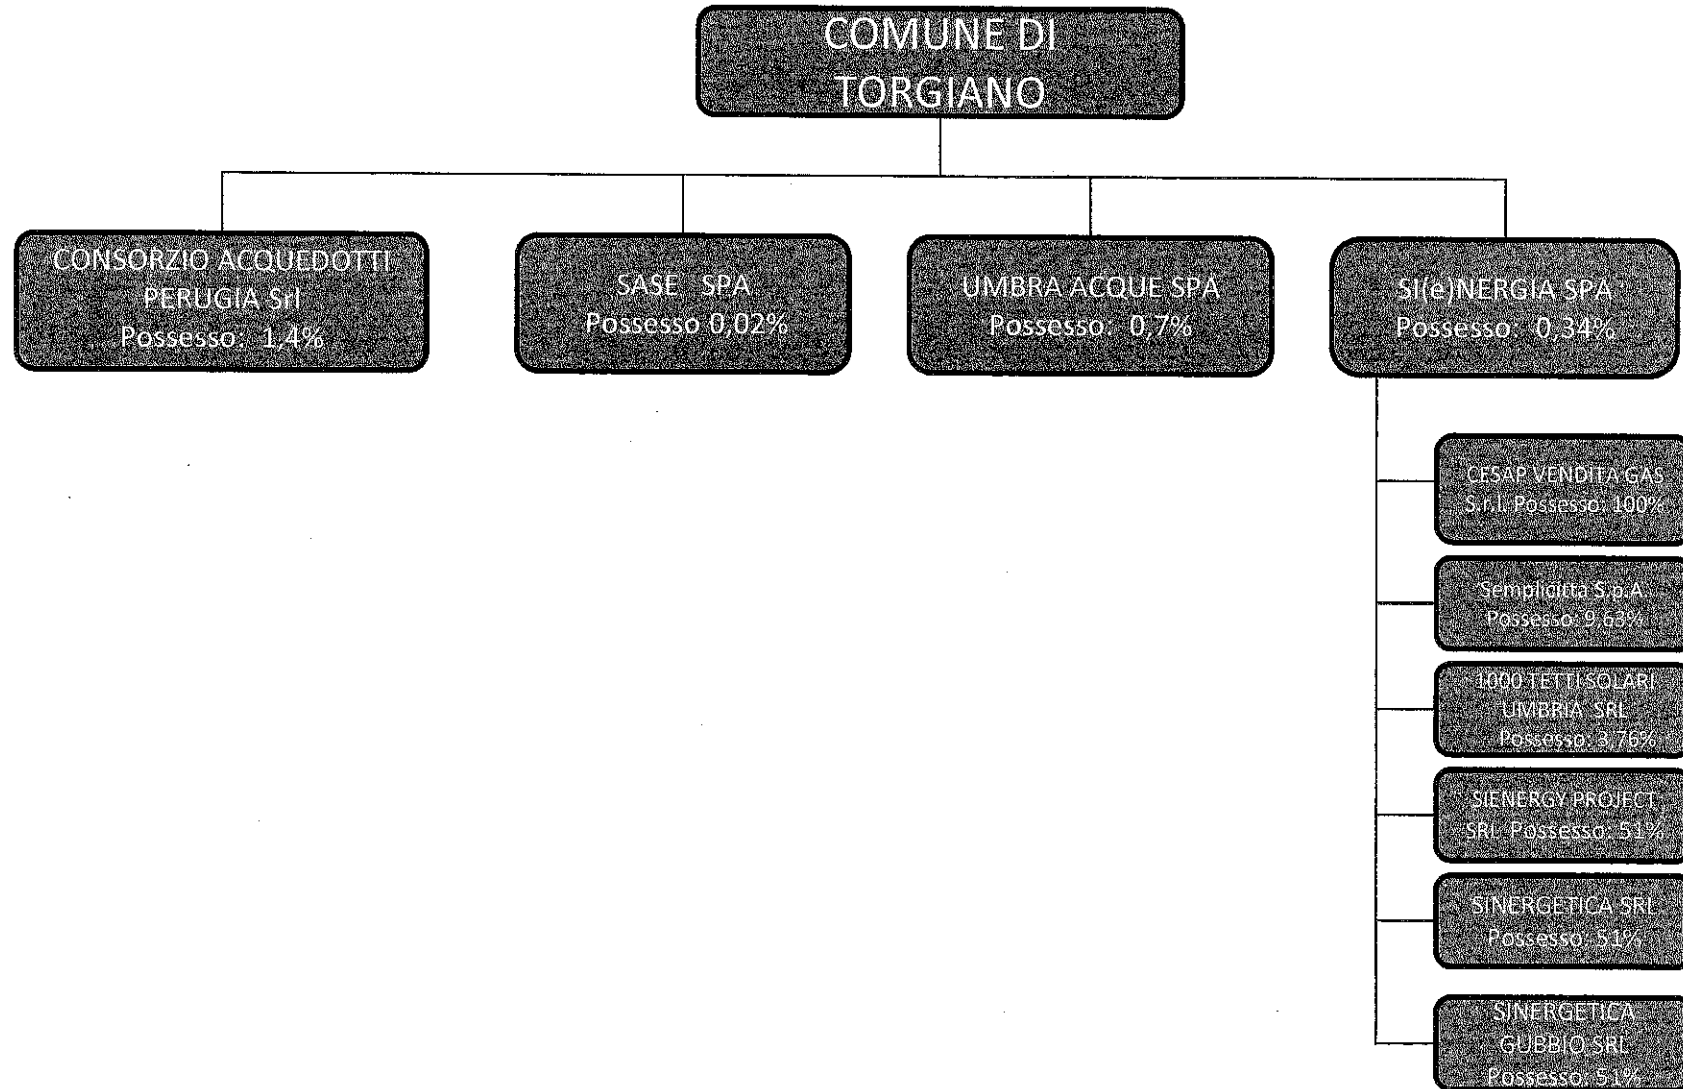 COMUNE DI
TORGIANO
CONSORZIO ACQUEDOTTI
PERUGIA Srl
Possesso: 1,4%
SASE SPA
Possesso 0,02%
UMBRA ACQUE SPA
Possesso: 0,7%
SI(e)NERGIA SPA
Possesso: 0,34%
CESAP VENDITA GAS
S.r.l. Possesso: 100%
Semplicitta S.p.A.
Possesso: 9,63%
1000 TETTI SOLARI
UMBRIA SRL
Possesso: 3,76%
SIENERGY PROJECT
SRL Possesso: 51%
SINERGETICA SRL
Possesso: 51%
SINERGETICA
GUBBIO SRL
Possesso: 51%